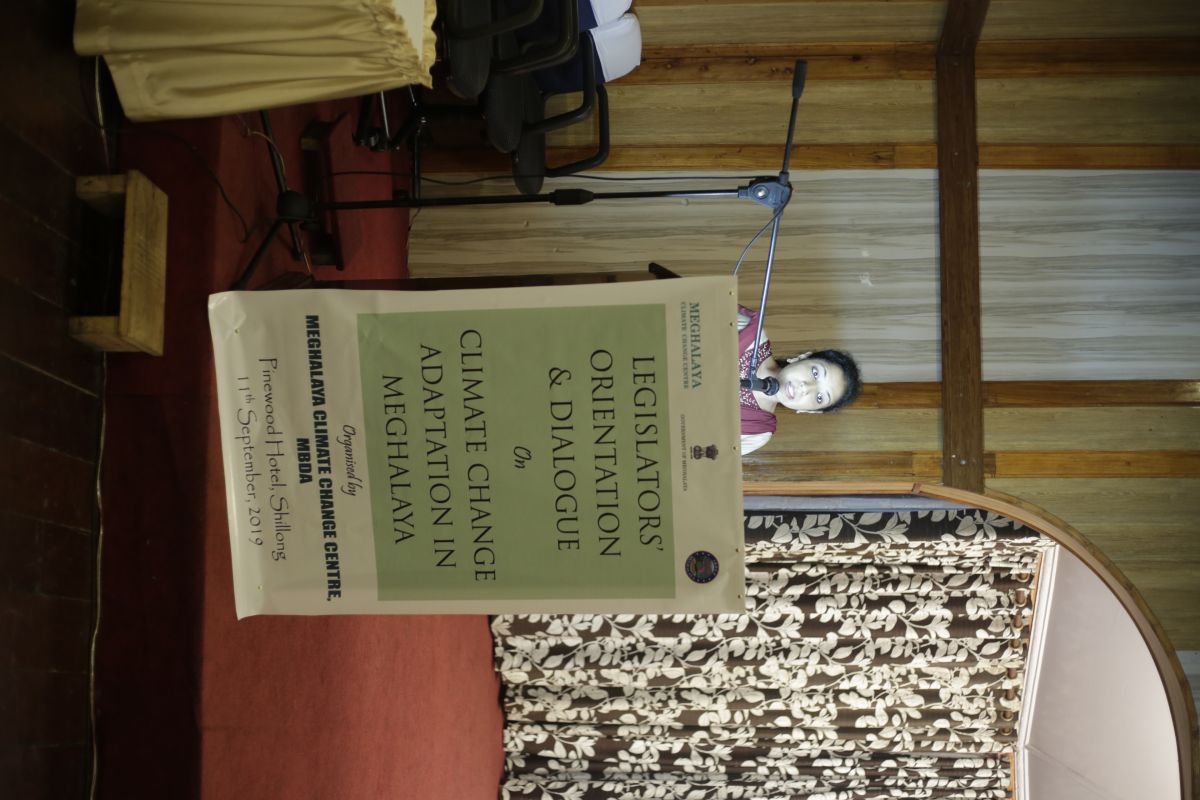 MEGHALAYA
CLIMATE CHANGE CENTRE
GOVERNMENT OF MEGHALAYA
LEGISLATORS'
ORIENTATION
& DIALOGUE
On
CLIMATE CHANGE
ADAPTATION IN
MEGHALAYA
Organised by
MEGHALAYA CLIMATE CHANGE CENTRE,
MBDA
Pinewood Hotel, Shillong
11th September, 2019